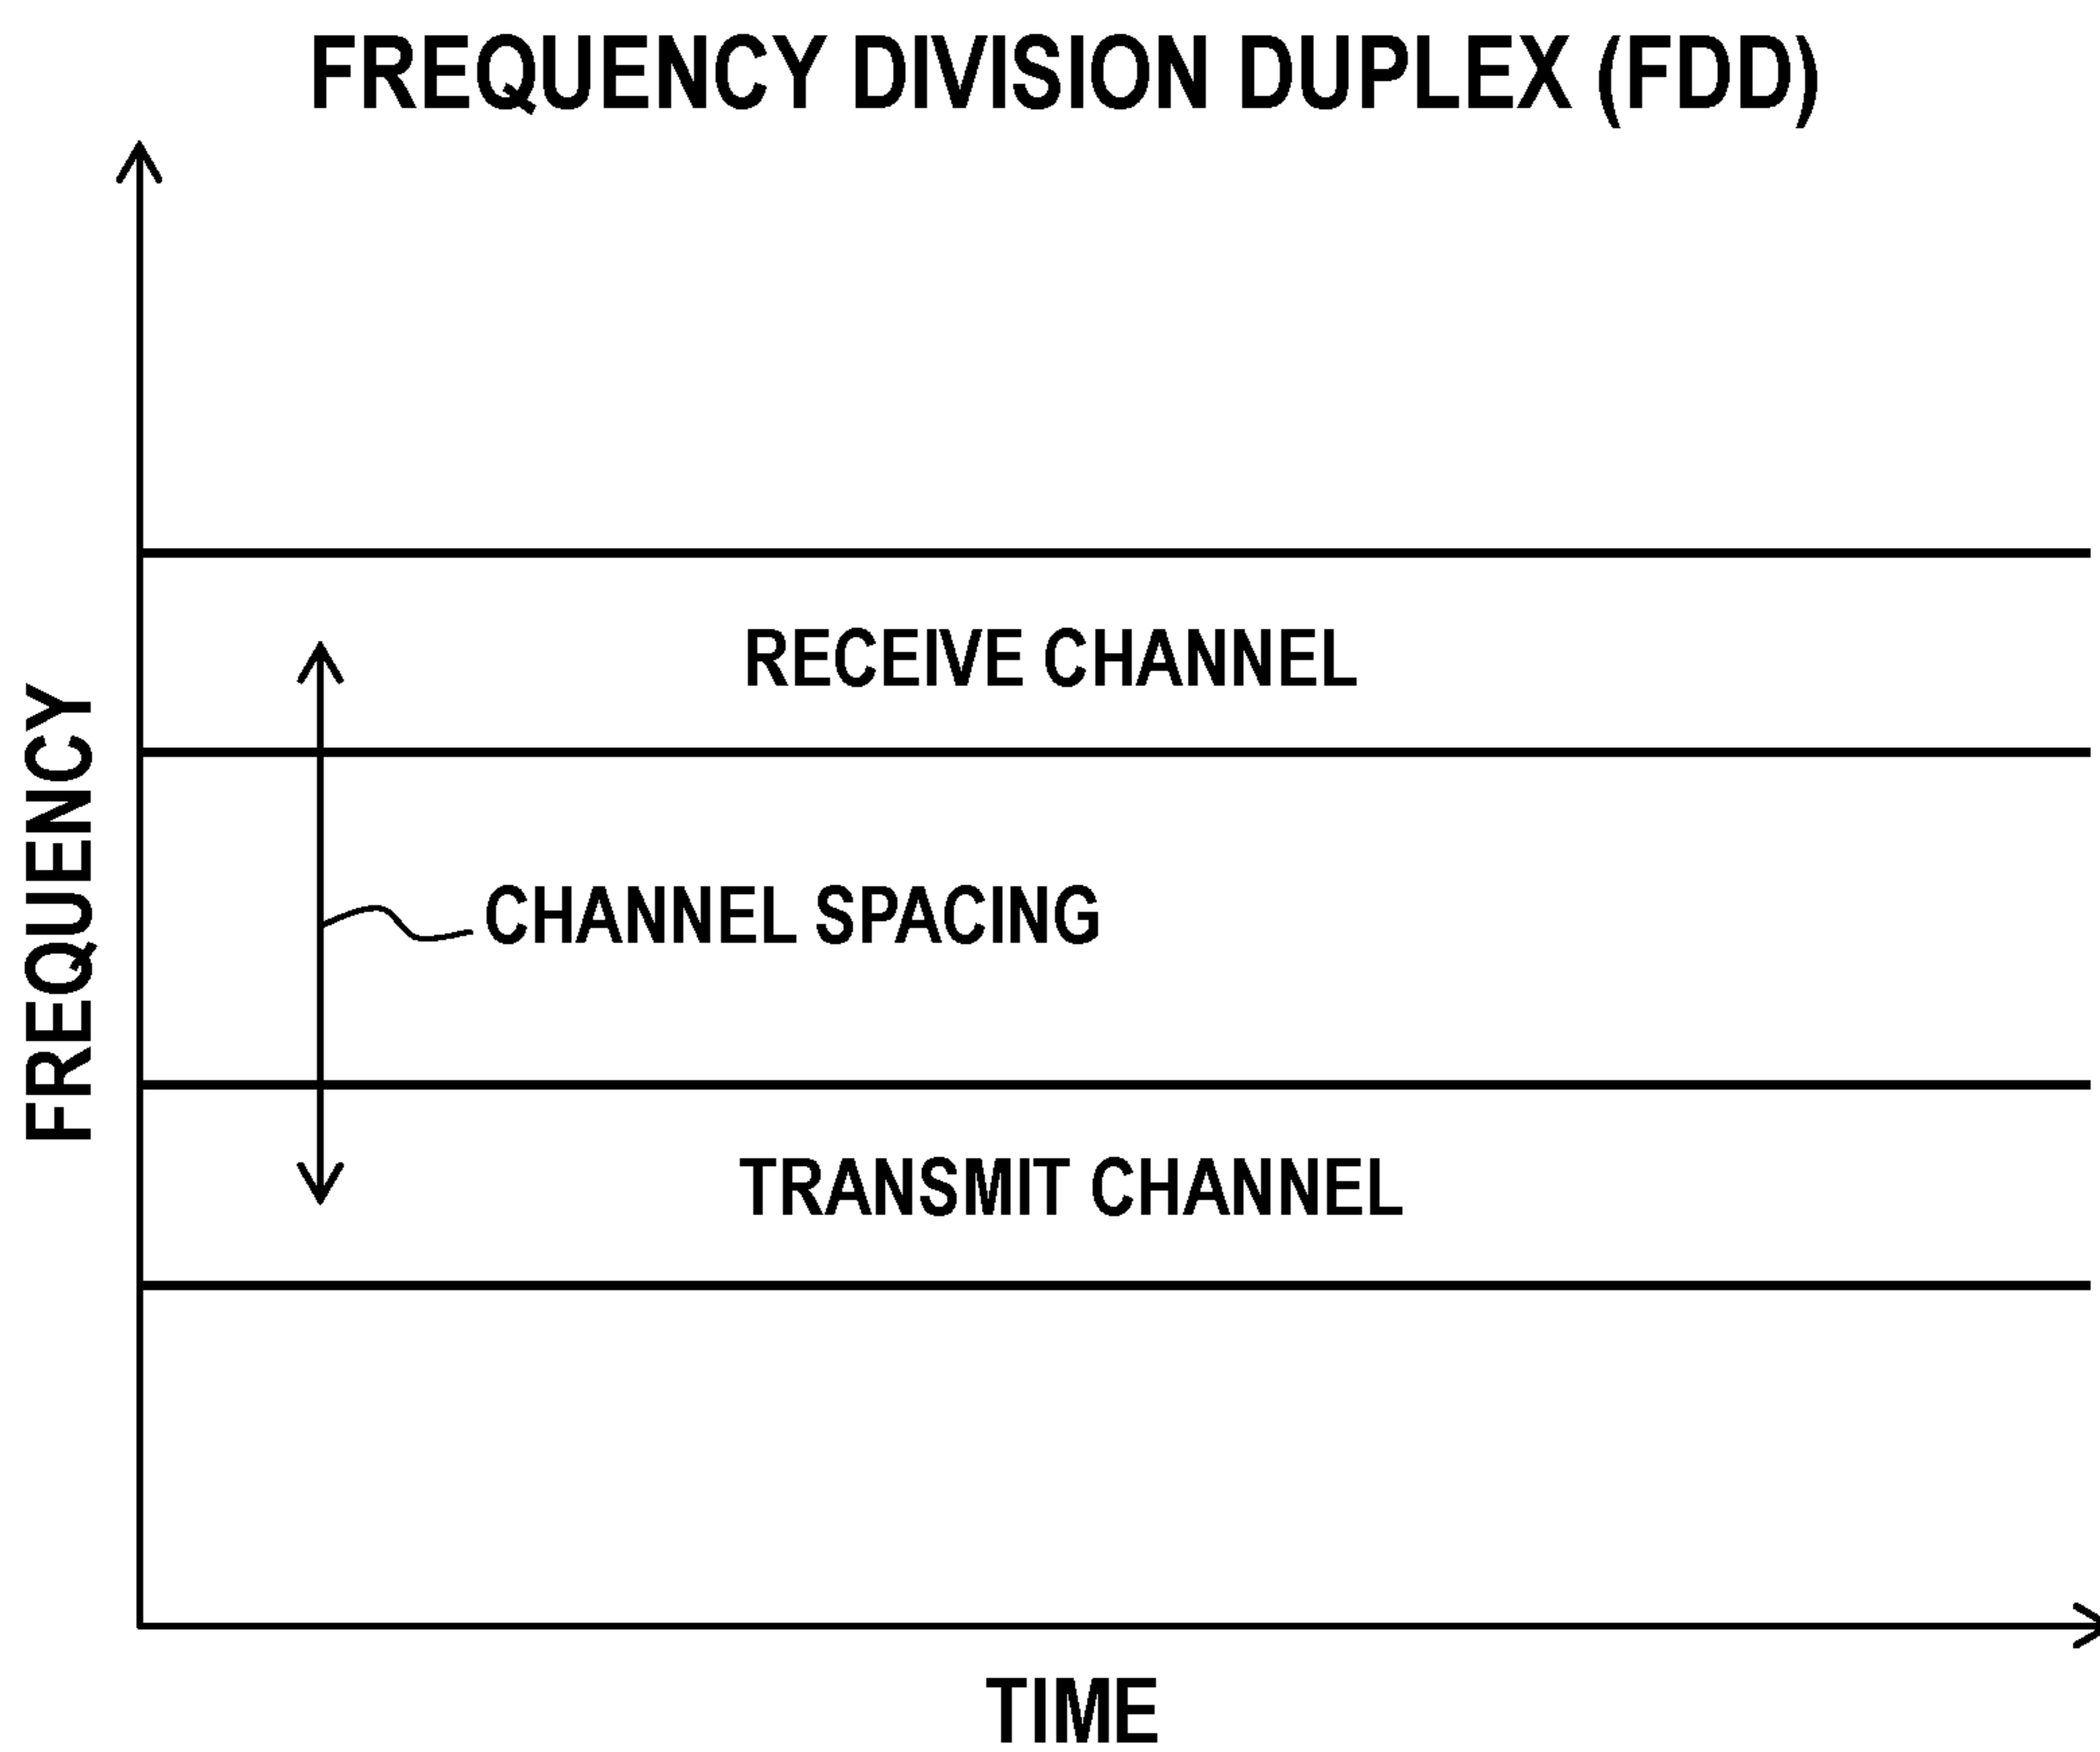 FREQUENCY DIVISION DUPLEX (FDD)
FREQUENCY
RECEIVE CHANNEL
CHANNEL SPACING
TRANSMIT CHANNEL
TIME